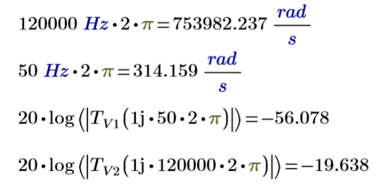 120000 Hz·2·π=753982.237 rad/s
50 Hz·2·π=314.159 rad/s
20·log(|T_V1(1j·50·2·π)|)=−56.078
20·log(|T_V2(1j·120000·2·π)|)=−19.638